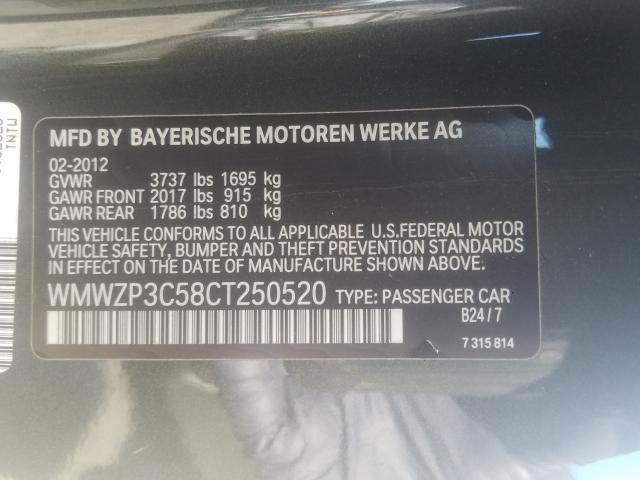 MFD BY BAYERISCHE MOTOREN WERKE AG
02-2012
GVWR 3737 lbs 1695 kg
GAWR FRONT 2017 lbs 915 kg
GAWR REAR 1786 lbs 810 kg
THIS VEHICLE CONFORMS TO ALL APPLICABLE U.S.FEDERAL MOTOR
VEHICLE SAFETY, BUMPER AND THEFT PREVENTION STANDARDS
IN EFFECT ON THE DATE OF MANUFACTURE SHOWN ABOVE.
WMWZP3C58CT250520 TYPE: PASSENGER CAR
B24/7
7 315 814
MINI